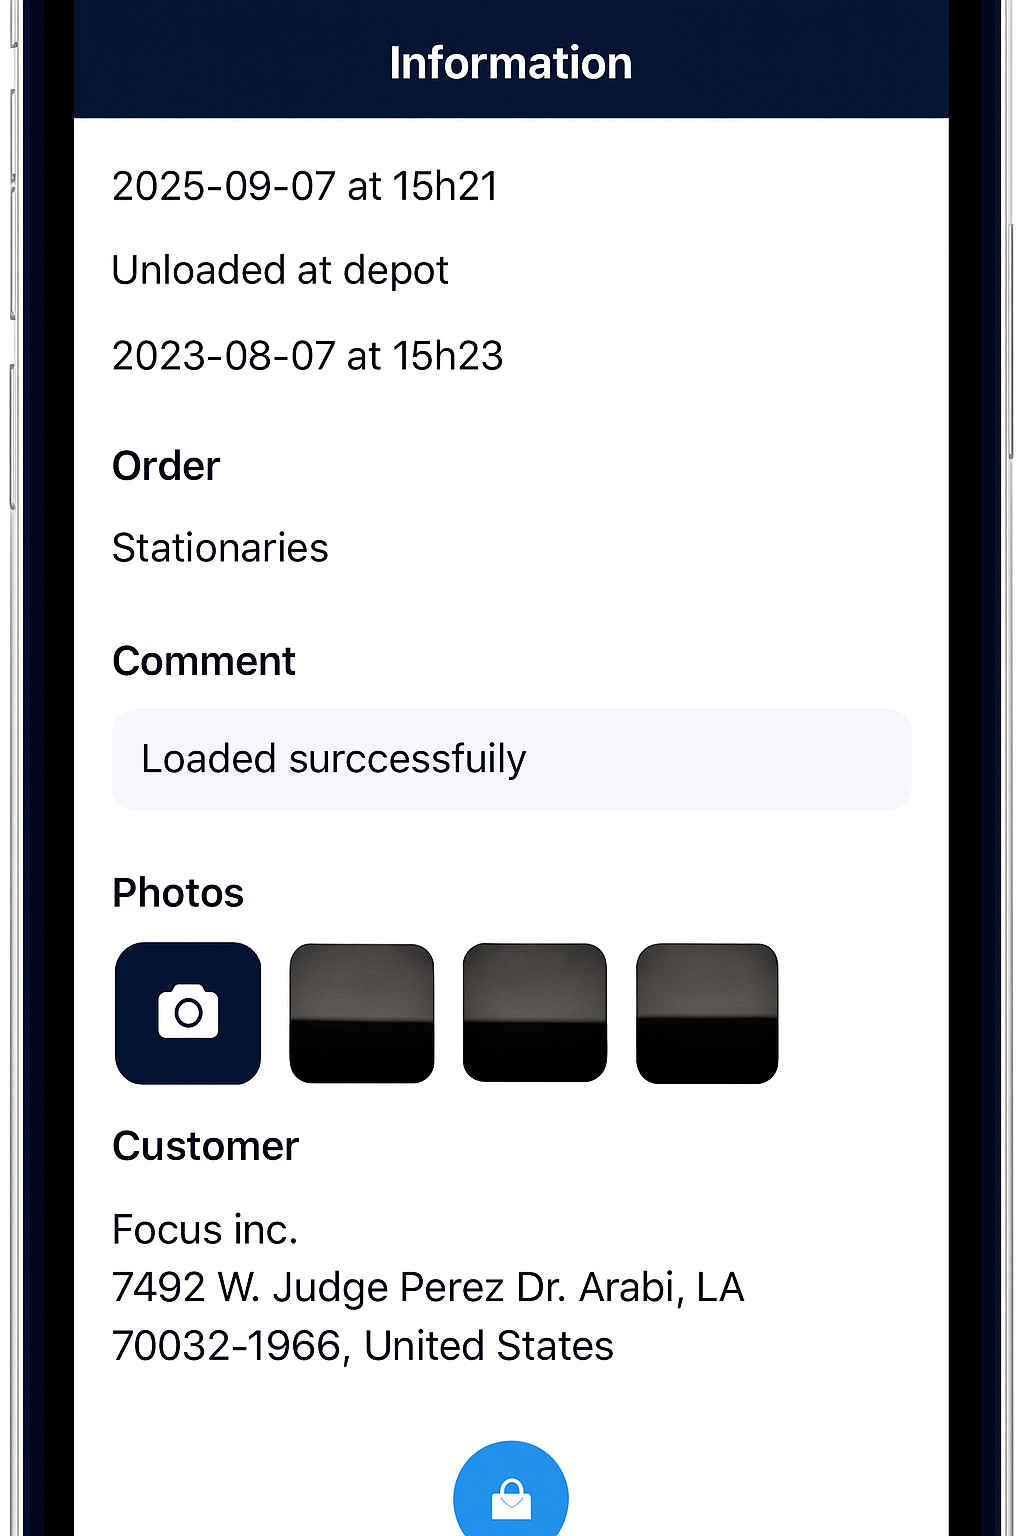 Information
2025-09-07 at 15h21
Unloaded at depot
2023-08-07 at 15h23
Order
Stationaries
Comment
Loaded surccessfuily
Photos
Customer
Focus inc.
7492 W. Judge Perez Dr. Arabi, LA
70032-1966, United States